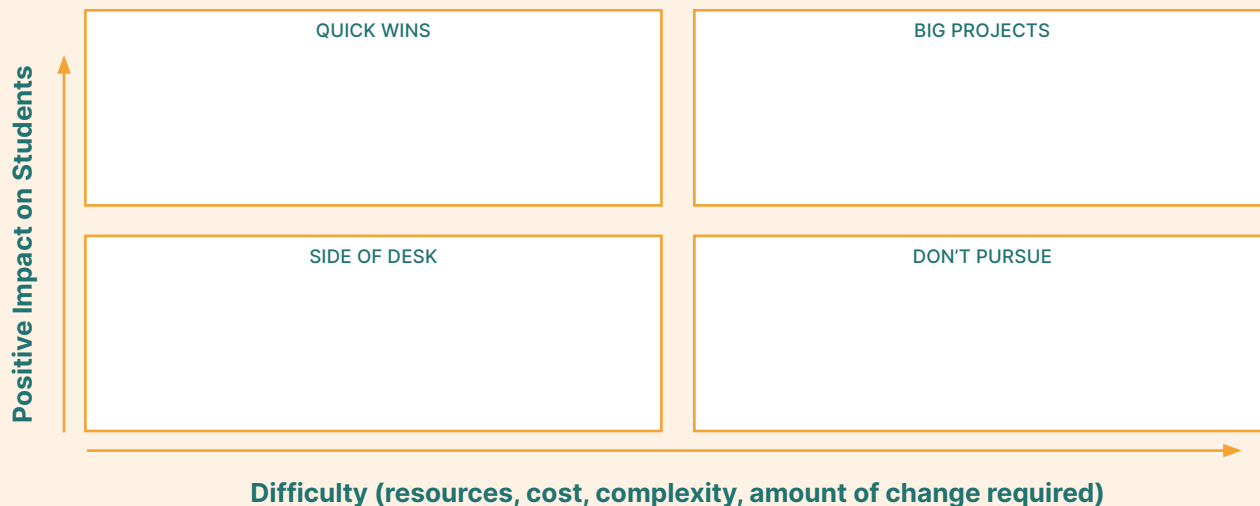 QUICK WINS
BIG PROJECTS
Positive Impact on Students
SIDE OF DESK
DON'T PURSUE
Difficulty (resources, cost, complexity, amount of change required)